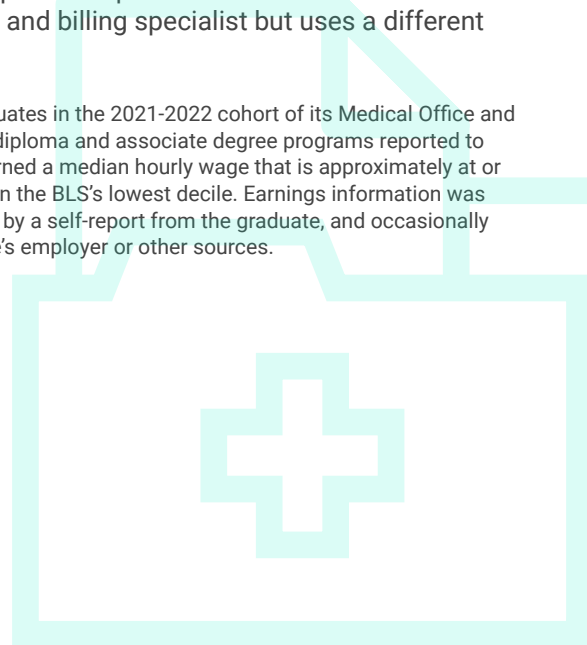 and billing specialist but uses a different
uates in the 2021-2022 cohort of its Medical Office and
diploma and associate degree programs reported to
rned a median hourly wage that is approximately at or
n the BLS's lowest decile. Earnings information was
by a self-report from the graduate, and occasionally
's employer or other sources.